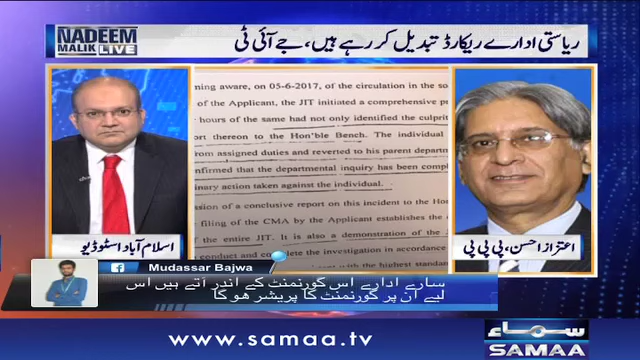 NADEEM
MALIK LIVE
ریاستی ادارے ریکارڈ تبدیل کر رہے ہیں، جے آئی ٹی
ning aware, on 05-6-2017, of the circulation in the so
of the Applicant, the JIT initiated a comprehensive p
hours of the same had not only identified the culprit
ort thereon to the Hon'ble Bench. The individual
from assigned duties and reverted to his parent depart
onfirmed that the departmental inquiry has been comp
inary action taken against the individual.
ssion of a conclusive report on this incident to the Ho
filing of the CMA by the Applicant establishes the
of the entire JIT. It is also a demonstration of the
conduct and complete the investigation in accordance
with the highest standard
اسلام آباد اسٹوڈیو
اعتزاز احسن، پی پی پی
Mudassar Bajwa
سارے ادارے اس گورنمنٹ کے اندر آتے ہیں اس
لیے ان پر گورنمنٹ کا پریشر ھو گا
www.samaa.tv
سماء
SAMAA